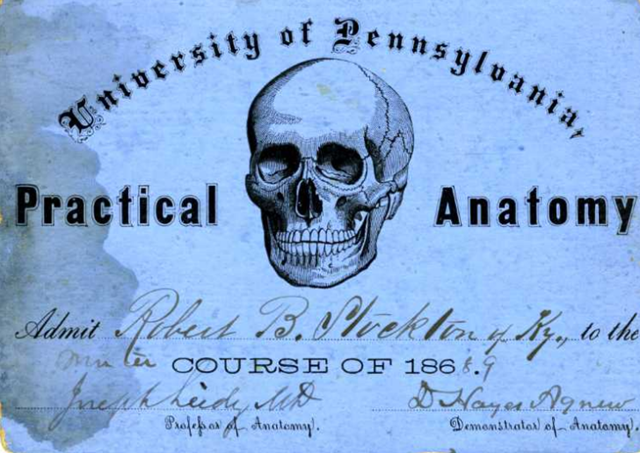 University of Pennsylvania,
Practical Anatomy
Admit Robert B. Stockton of Ky., to the
Winter COURSE OF 1868.9
Joseph Leidy, MD D. Hayes Agnew
Professor of Anatomy. Demonstrator of Anatomy.